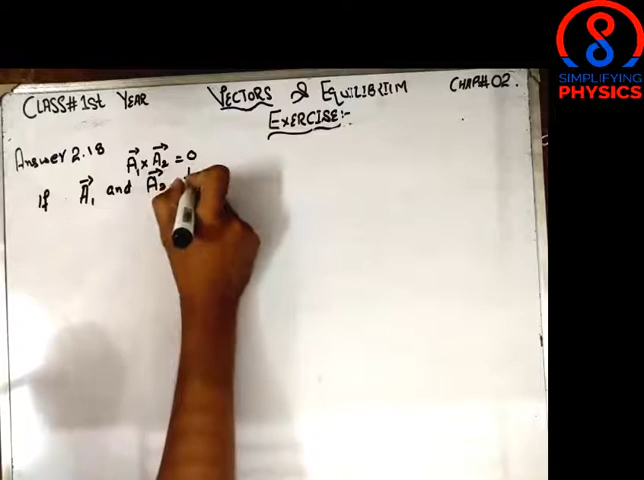 SIMPLIFYING
PHYSICS
CLASS# 1st YEAR VECTORS & EQUILIBRIUM CHAP# 02.
EXERCISE:-
Answer 2.18 A⃗₁ x A⃗₂ = 0
If A⃗₁ and A⃗₂